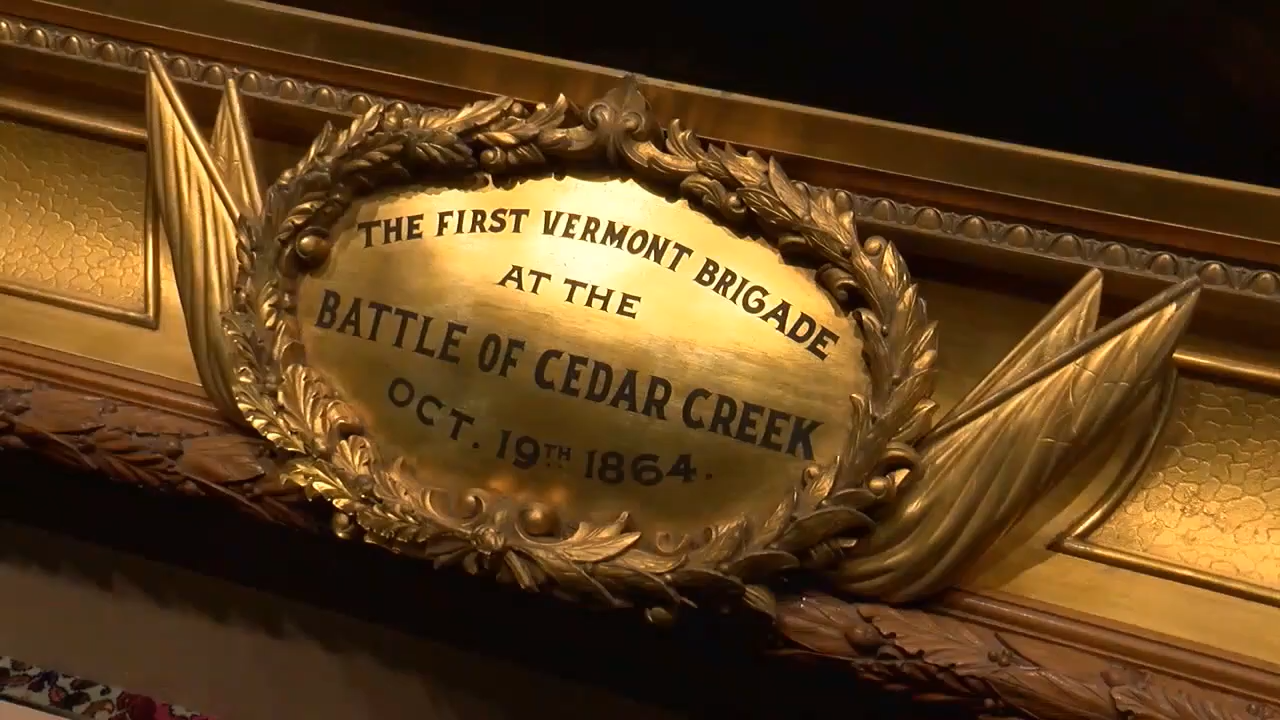 THE FIRST VERMONT BRIGADE
AT THE
BATTLE OF CEDAR CREEK
OCT. 19TH 1864.